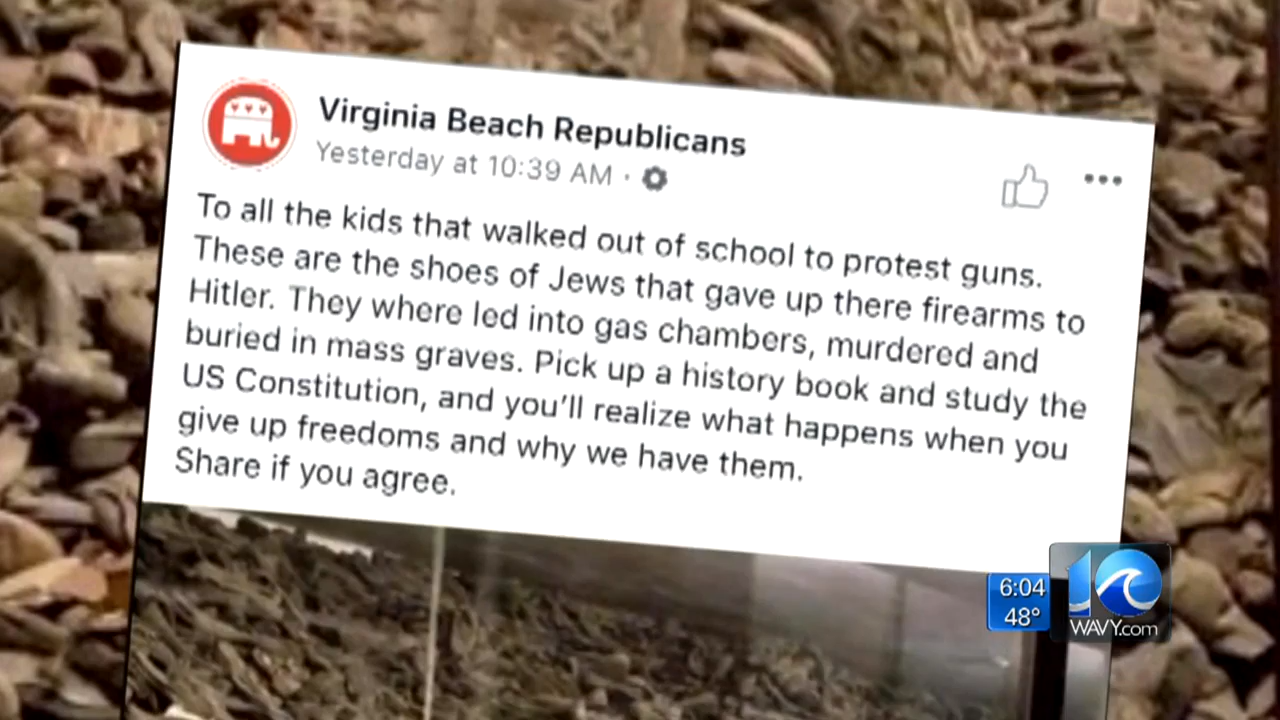 Virginia Beach Republicans
Yesterday at 10:39 AM ·
To all the kids that walked out of school to protest guns.
These are the shoes of Jews that gave up there firearms to
Hitler. They where led into gas chambers, murdered and
buried in mass graves. Pick up a history book and study the
US Constitution, and you'll realize what happens when you
give up freedoms and why we have them.
Share if you agree.
6:04
48°
10
WAVY.com